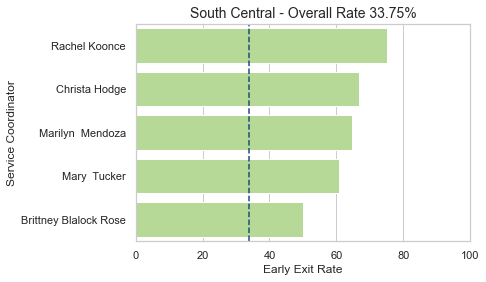 South Central - Overall Rate 33.75%
Service Coordinator
Rachel Koonce
Christa Hodge
Marilyn  Mendoza
Mary  Tucker
Brittney Blalock Rose
0 20 40 60 80 100
Early Exit Rate